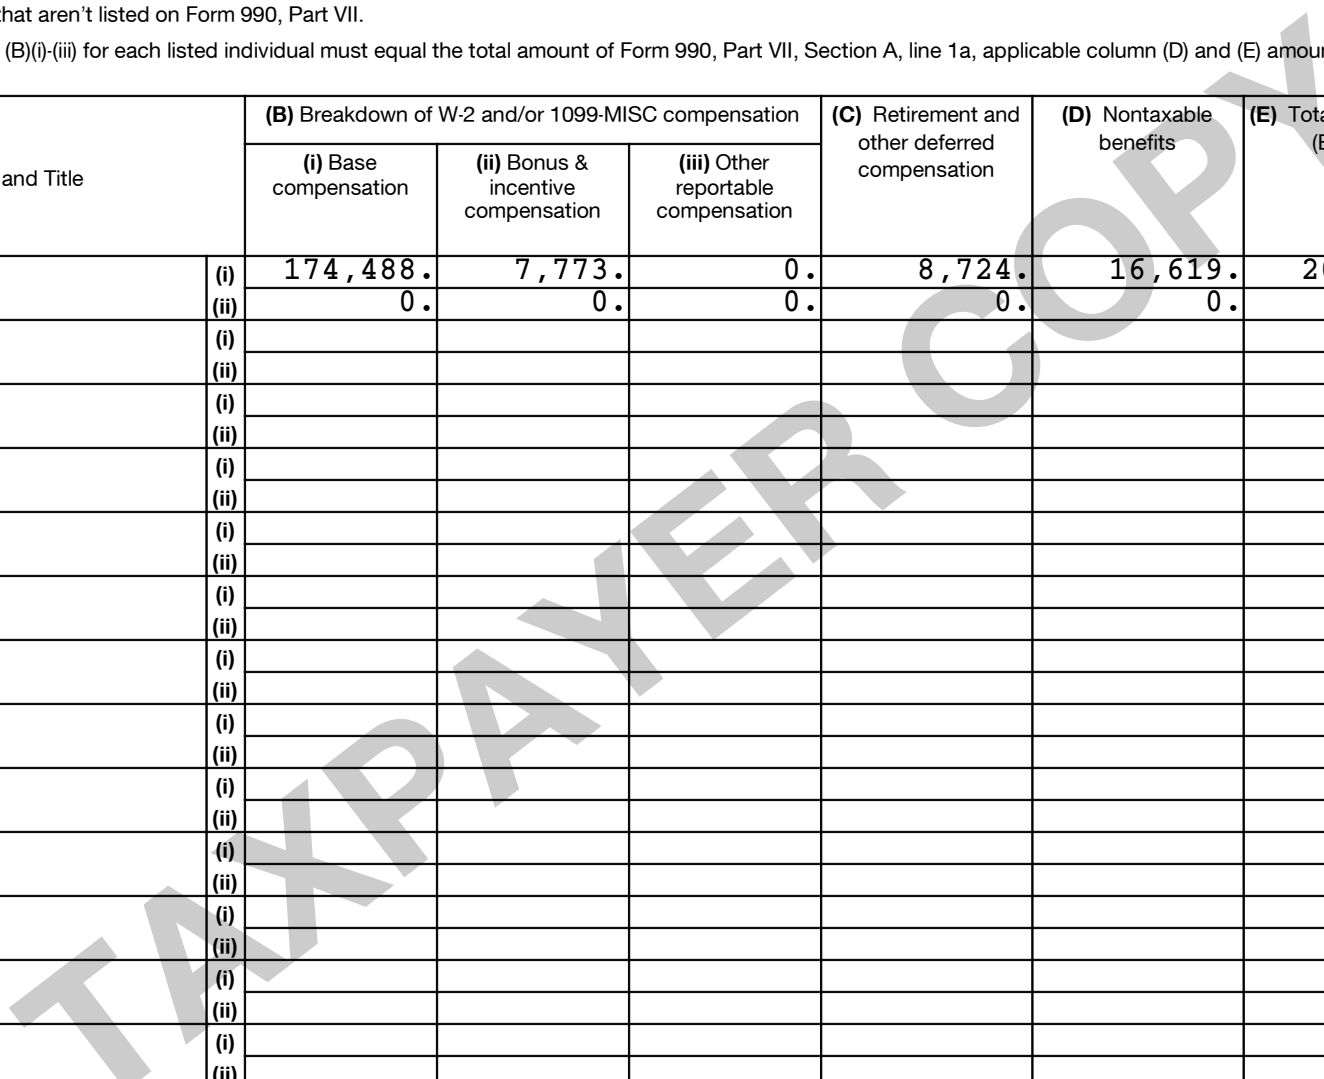 that aren't listed on Form 990, Part VII.
(B)(i)-(iii) for each listed individual must equal the total amount of Form 990, Part VII, Section A, line 1a, applicable column (D) and (E)
and Title
(B) Breakdown of W-2 and/or 1099-MISC compensation
(i) Base
compensation
(ii) Bonus &
incentive
compensation
(iii) Other
reportable
compensation
(C) Retirement and
other deferred
compensation
(D) Nontaxable
benefits
(E)
(i) 174,488. 7,773. 0. 8,724. 16,619.
(ii) 0. 0. 0. 0. 0.
(i)
(ii)
(i)
(ii)
(i)
(ii)
(i)
(ii)
(i)
(ii)
(i)
(ii)
(i)
(ii)
(i)
(ii)
(i)
(ii)
(i)
(ii)
(i)
(ii)
(i)
(ii)
TAXPAYER COPY